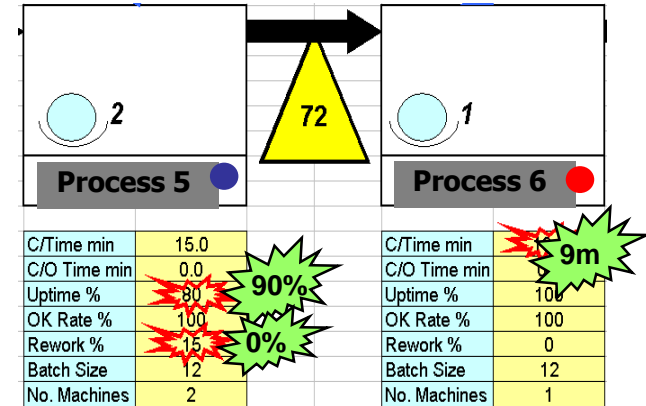 2
72
1
Process 5
Process 6
C/Time min 15.0
C/O Time min 0.0
Uptime % 80 90%
OK Rate % 100
Rework % 15 0%
Batch Size 12
No. Machines 2
C/Time min
9m
C/O Time min
Uptime % 100
OK Rate % 100
Rework % 0
Batch Size 12
No. Machines 1